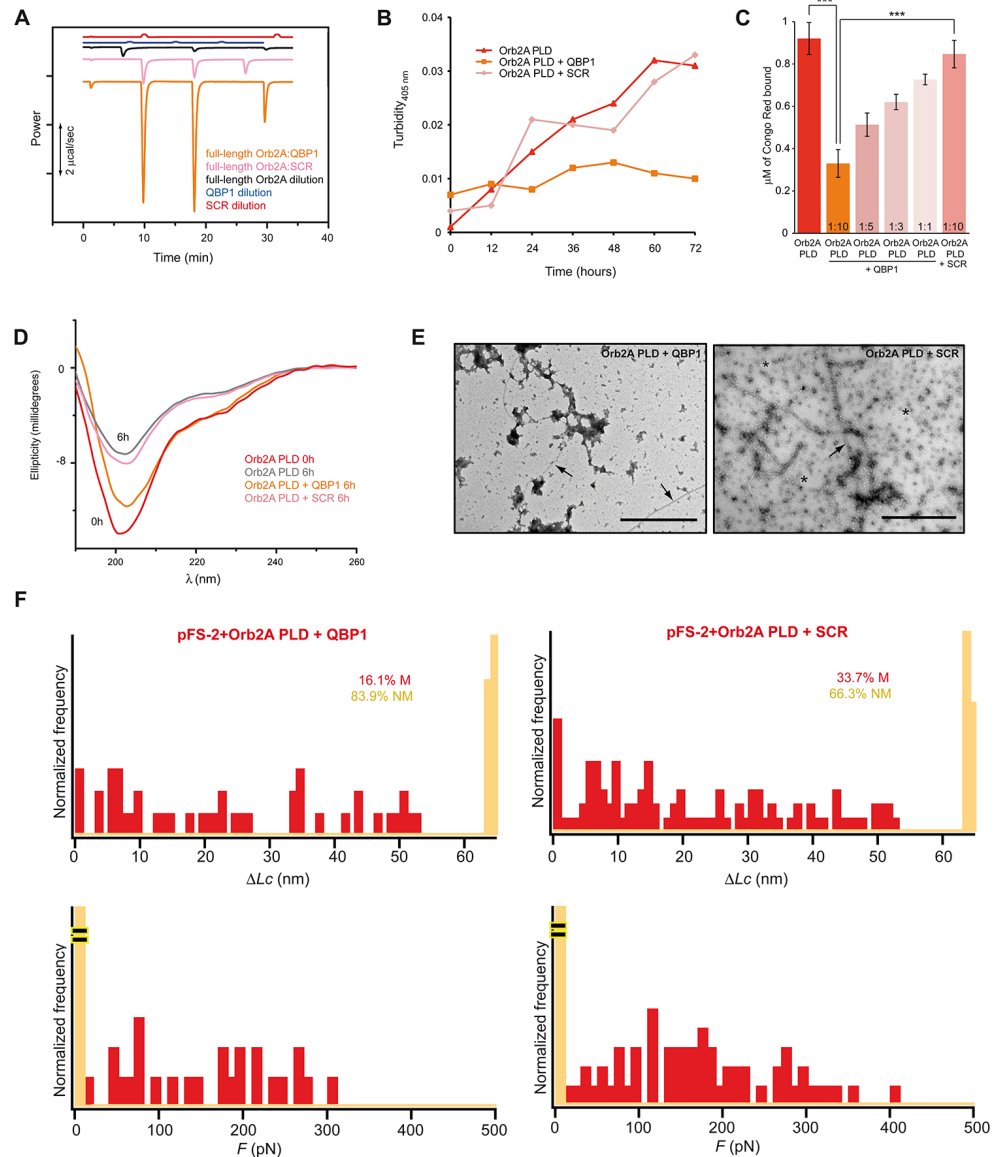 A
Power
2 µcal/sec
full-length Orb2A:QBP1
full-length Orb2A:SCR
full-length Orb2A dilution
QBP1 dilution
SCR dilution
0 10 20 30 40
Time (min)
B
Turbidity405 nm
0.04
0.03
0.02
0.01
0
Orb2A PLD
Orb2A PLD + QBP1
Orb2A PLD + SCR
0 12 24 36 48 60 72
Time (hours)
C
µM of Congo Red bound
***
***
1
0.8
0.6
0.4
0.2
0
1:10 1:5 1:3 1:1 1:10
Orb2A Orb2A Orb2A Orb2A Orb2A Orb2A
PLD PLD PLD PLD PLD PLD
+ QBP1 + SCR
D
Ellipticity (millidegrees)
0
-8
6h
0h
Orb2A PLD 0h
Orb2A PLD 6h
Orb2A PLD + QBP1 6h
Orb2A PLD + SCR 6h
200 220 240 260
λ (nm)
E
Orb2A PLD + QBP1
Orb2A PLD + SCR
*
*
*
F
pFS-2+Orb2A PLD + QBP1
16.1% M
83.9% NM
Normalized frequency
0 10 20 30 40 50 60
ΔLc (nm)
pFS-2+Orb2A PLD + SCR
33.7% M
66.3% NM
Normalized frequency
0 10 20 30 40 50 60
ΔLc (nm)
Normalized frequency
0 100 200 300 400 500
F (pN)
Normalized frequency
0 100 200 300 400 500
F (pN)